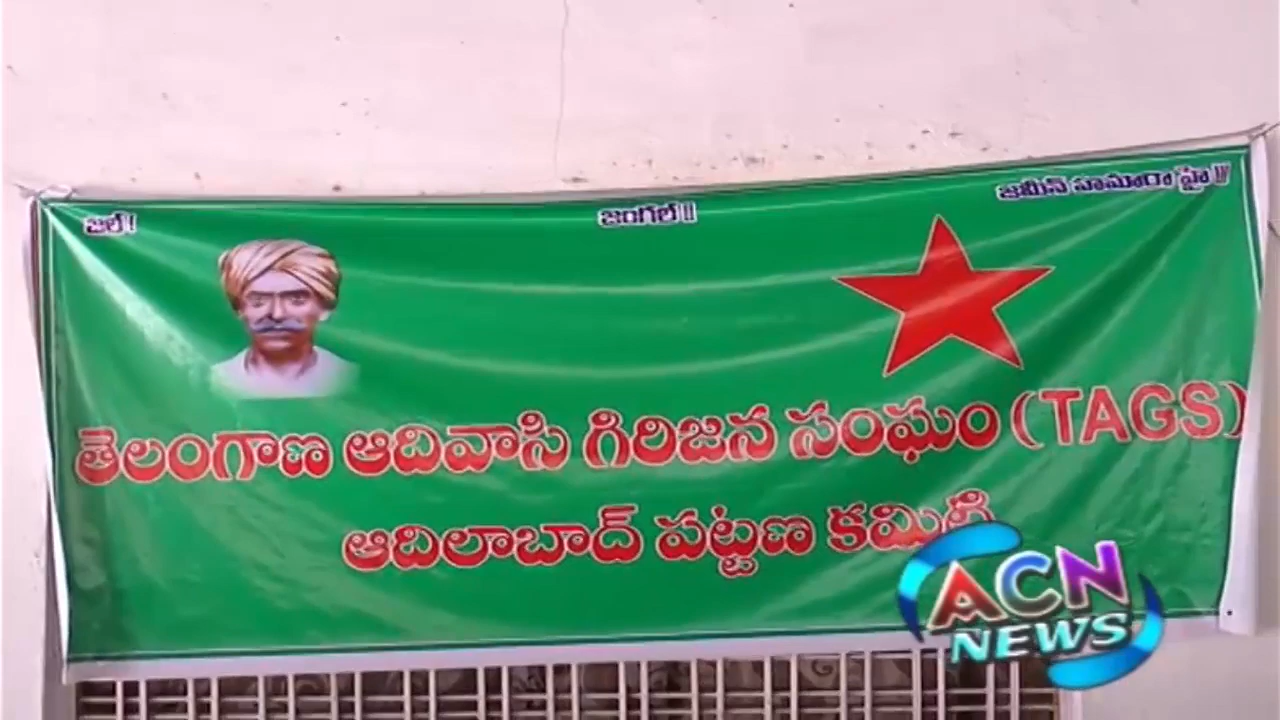 జల్ ! జంగల్ !! జమీన్ హమారా హై !!!
తెలంగాణ ఆదివాసి గిరిజన సంఘం (TAGS)
ఆదిలాబాద్ పట్టణ కమిటి
ACN
NEWS